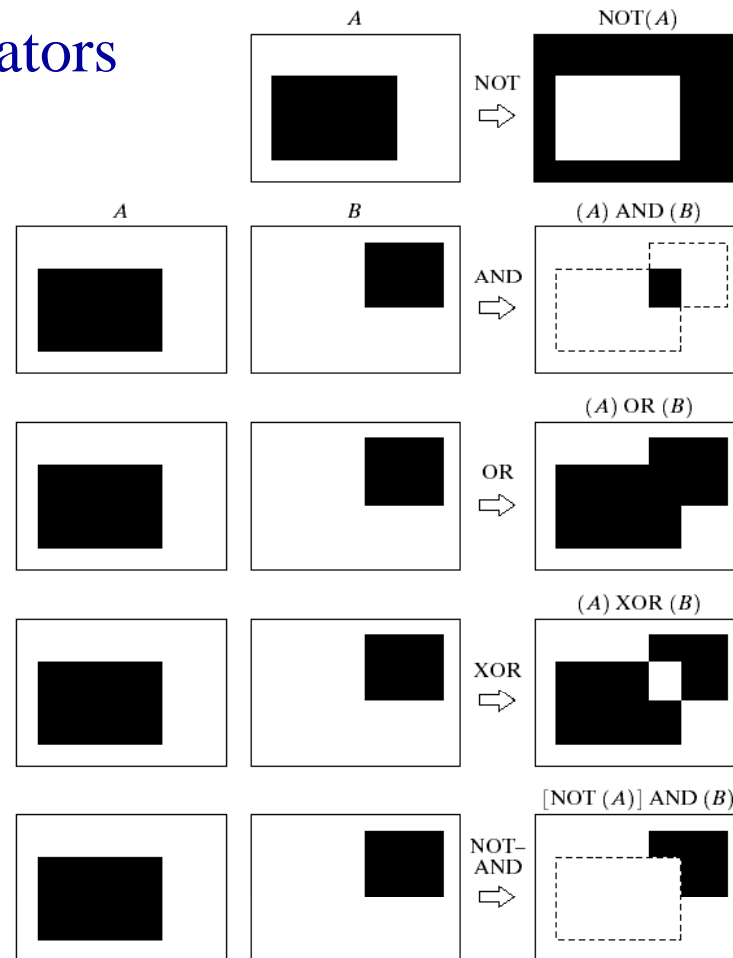 ators
A
NOT(A)
NOT
A
B
(A) AND (B)
AND
(A) OR (B)
OR
(A) XOR (B)
XOR
[NOT (A)] AND (B)
NOT–
AND